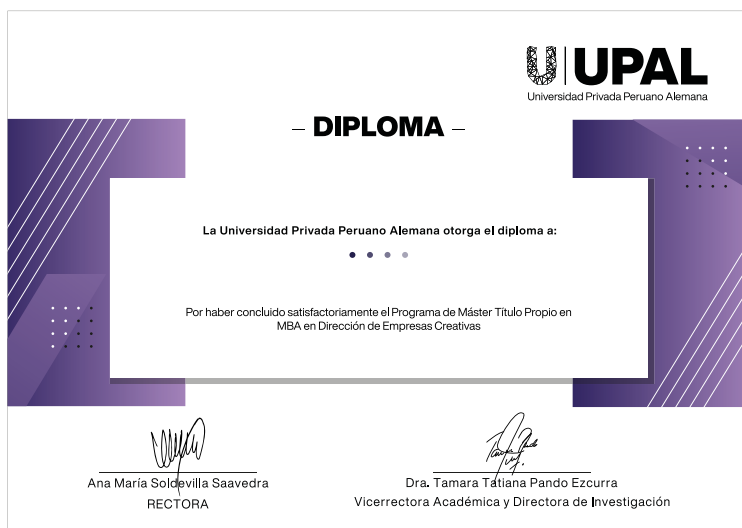 UPAL
Universidad Privada Peruano Alemana
– DIPLOMA –
La Universidad Privada Peruano Alemana otorga el diploma a:
Por haber concluido satisfactoriamente el Programa de Máster Título Propio en
MBA en Dirección de Empresas Creativas
Ana María Soldevilla Saavedra
RECTORA
Dra. Tamara Tatiana Pando Ezcurra
Vicerrectora Académica y Directora de Investigación